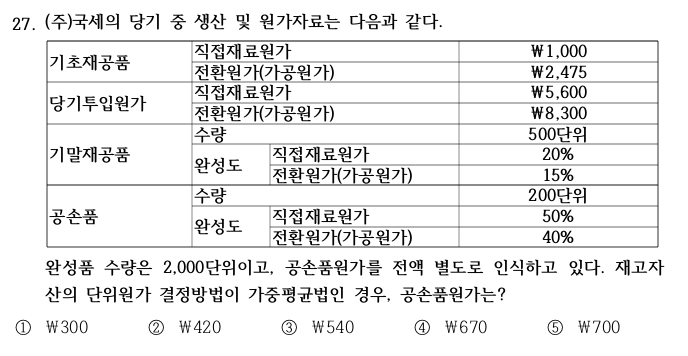 27. (주)국세의 당기 중 생산 및 원가자료는 다음과 같다.
기초재공품 직접재료원가 ₩1,000
전환원가(가공원가) ₩2,475
당기투입원가 직접재료원가 ₩5,600
전환원가(가공원가) ₩8,300
기말재공품 수량 500단위
완성도 직접재료원가 20%
전환원가(가공원가) 15%
공손품 수량 200단위
완성도 직접재료원가 50%
전환원가(가공원가) 40%
완성품 수량은 2,000단위이고, 공손품원가를 전액 별도로 인식하고 있다. 재고자
산의 단위원가 결정방법이 가중평균법인 경우, 공손품원가는?
① ₩300 ② ₩420 ③ ₩540 ④ ₩670 ⑤ ₩700